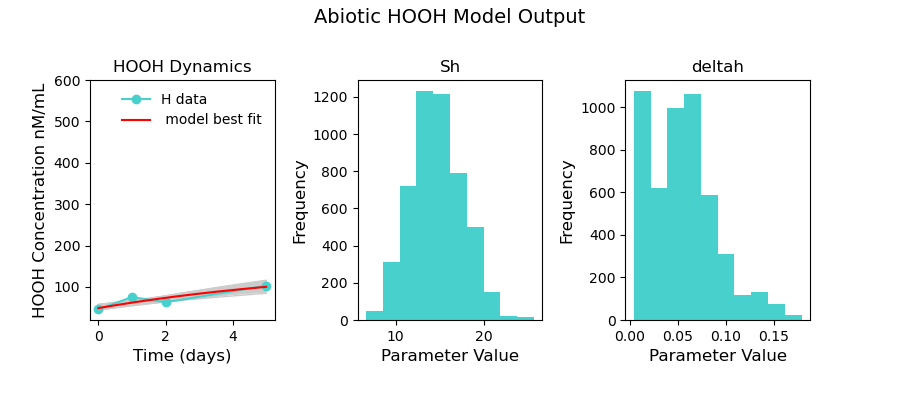 Abiotic HOOH Model Output
HOOH Dynamics
HOOH Concentration nM/mL
600
500
400
300
200
100
H data
model best fit
0
2
4
Time (days)
Sh
Frequency
1200
1000
800
600
400
200
0
10
20
Parameter Value
deltah
Frequency
1000
800
600
400
200
0
0.00
0.05
0.10
0.15
Parameter Value